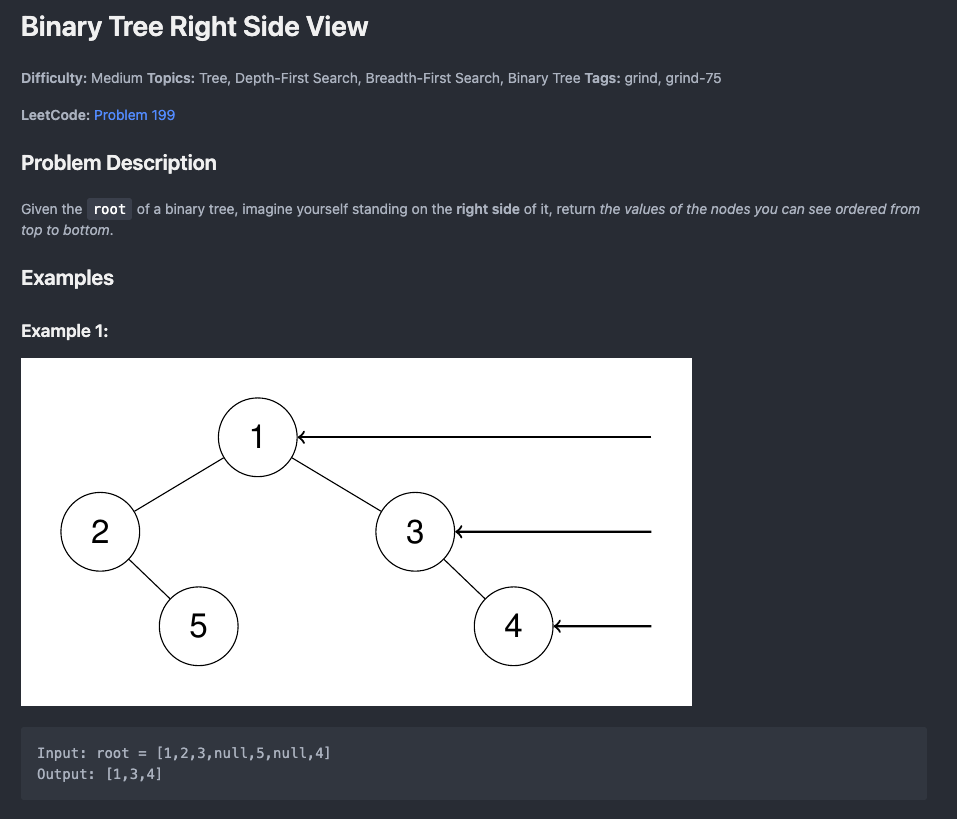 Binary Tree Right Side View
Difficulty: Medium Topics: Tree, Depth-First Search, Breadth-First Search, Binary Tree Tags: grind, grind-75
LeetCode: Problem 199
Problem Description
Given the root of a binary tree, imagine yourself standing on the right side of it, return the values of the nodes you can see ordered from
top to bottom.
Examples
Example 1:
1
2
3
5
4
Input: root = [1,2,3,null,5,null,4]
Output: [1,3,4]